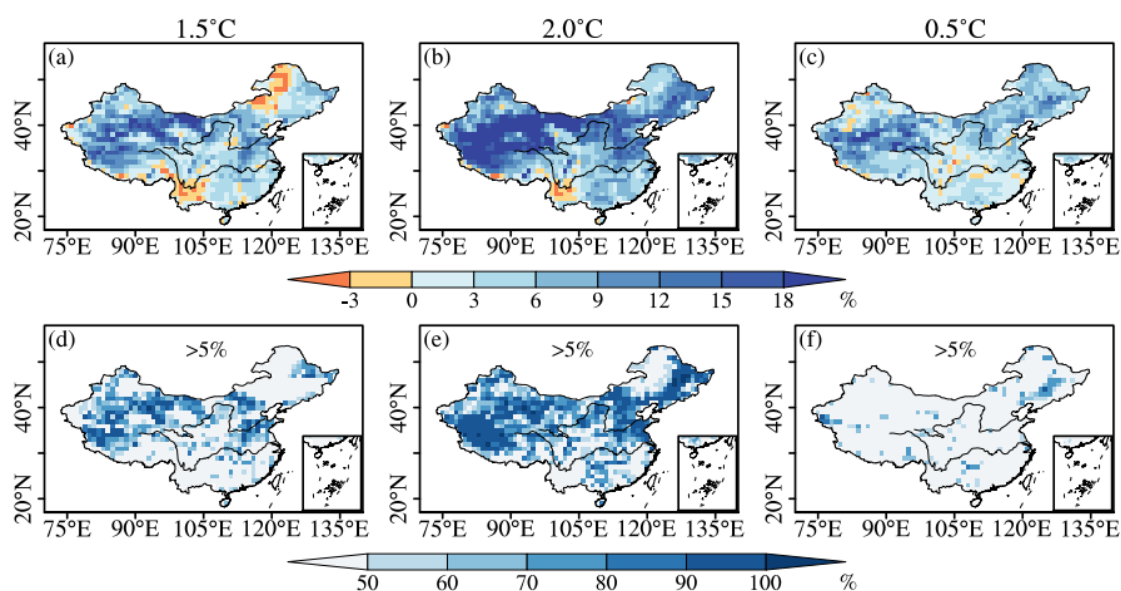 1.5˚C 2.0˚C 0.5˚C
(a) (b) (c)
40°N 40°N 40°N
20°N 20°N 20°N
75°E 90°E 105°E 120°E 135°E 75°E 90°E 105°E 120°E 135°E 75°E 90°E 105°E 120°E 135°E
-3 0 3 6 9 12 15 18 %
(d) >5% (e) >5% (f) >5%
40°N 40°N 40°N
20°N 20°N 20°N
75°E 90°E 105°E 120°E 135°E 75°E 90°E 105°E 120°E 135°E 75°E 90°E 105°E 120°E 135°E
50 60 70 80 90 100 %